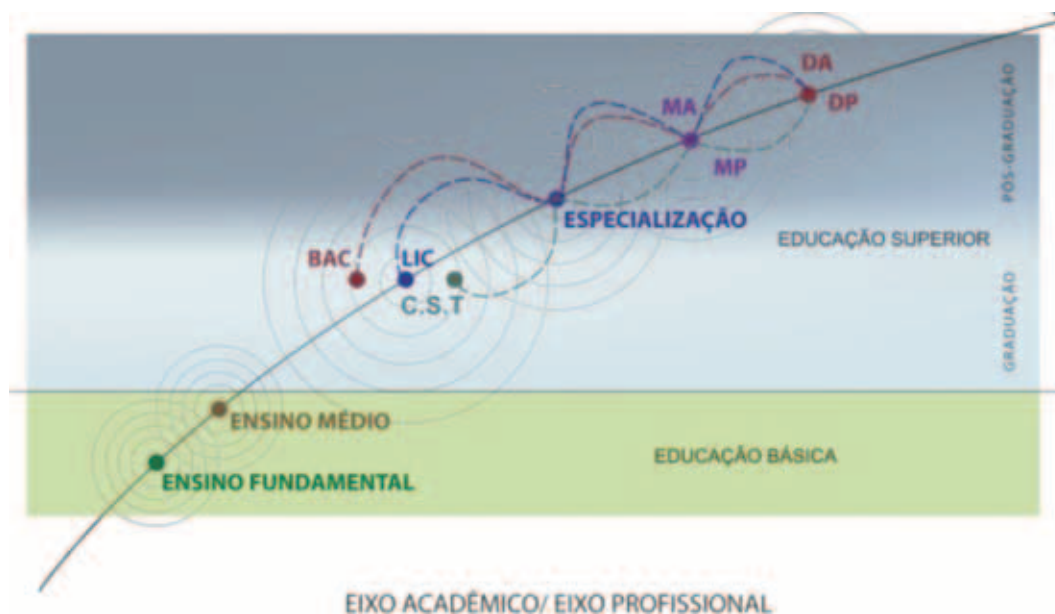 DA
DP
MA
MP
PÓS-GRADUAÇÃO
ESPECIALIZAÇÃO
EDUCAÇÃO SUPERIOR
BAC
LIC
C.S.T
GRADUAÇÃO
ENSINO MÉDIO
EDUCAÇÃO BÁSICA
ENSINO FUNDAMENTAL
EIXO ACADÊMICO/ EIXO PROFISSIONAL